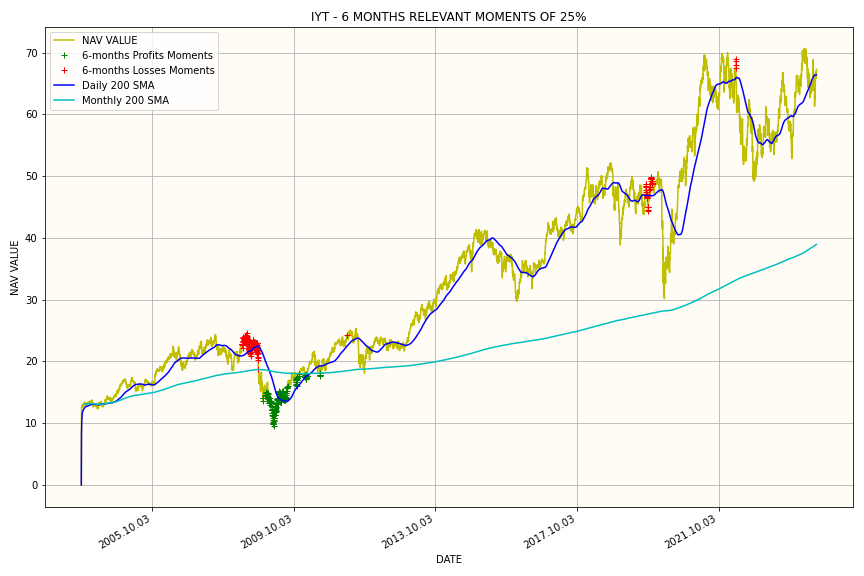 IYT - 6 MONTHS RELEVANT MOMENTS OF 25%
NAV VALUE
6-months Profits Moments
6-months Losses Moments
Daily 200 SMA
Monthly 200 SMA
70
60
50
40
30
20
10
0
NAV VALUE
2005.10.03
2009.10.03
2013.10.03
2017.10.03
2021.10.03
DATE